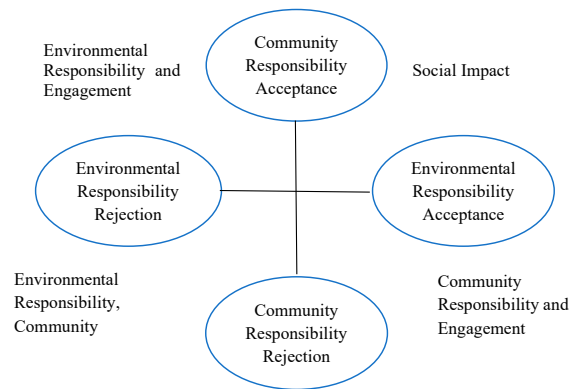 Environmental
Responsibility and
Engagement
Community
Responsibility
Acceptance
Social Impact
Environmental
Responsibility
Rejection
Environmental
Responsibility
Acceptance
Environmental
Responsibility,
Community
Community
Responsibility
Rejection
Community
Responsibility and
Engagement